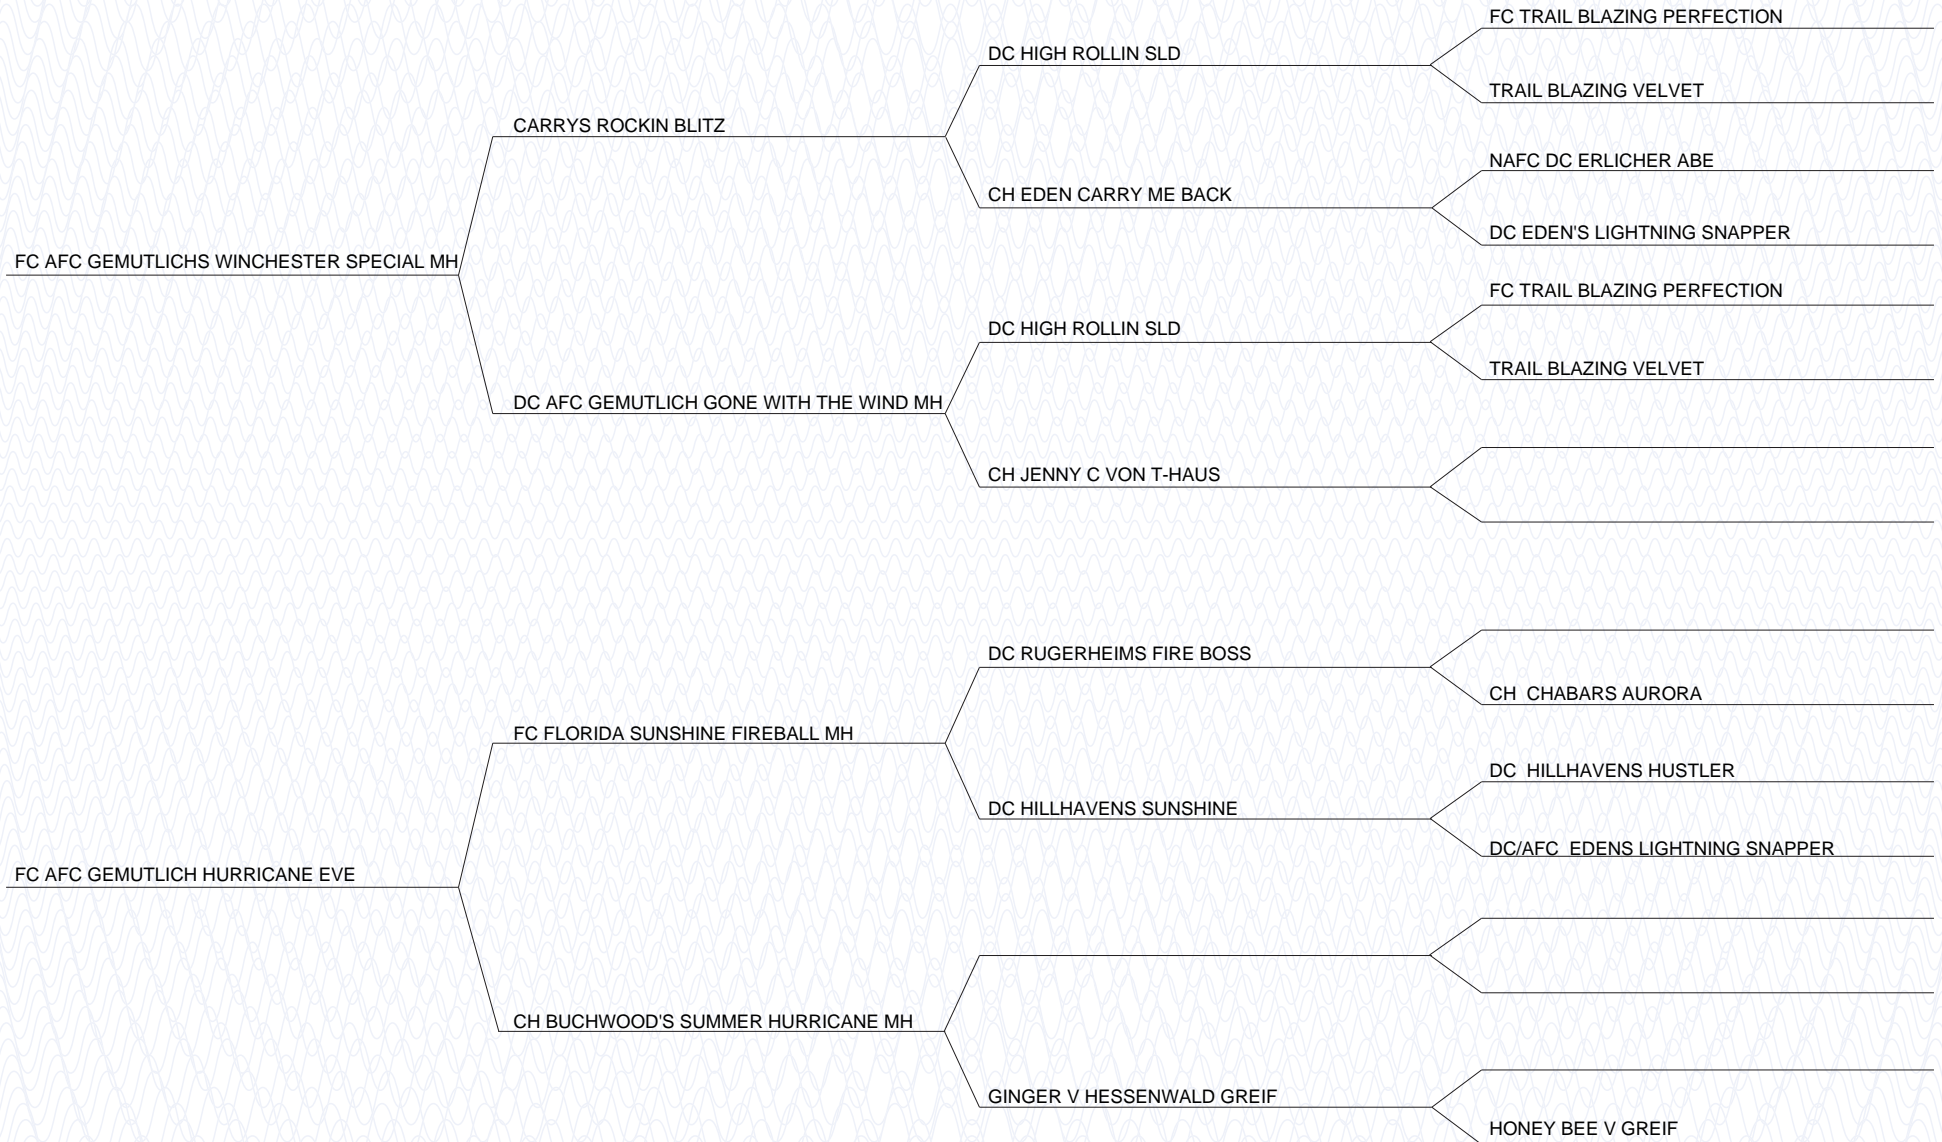 FC TRAIL BLAZING PERFECTION
DC HIGH ROLLIN SLD
TRAIL BLAZING VELVET
CARRYS ROCKIN BLITZ
NAFC DC ERLICHER ABE
CH EDEN CARRY ME BACK
DC EDEN'S LIGHTNING SNAPPER
FC AFC GEMUTLICHS WINCHESTER SPECIAL MH
FC TRAIL BLAZING PERFECTION
DC HIGH ROLLIN SLD
TRAIL BLAZING VELVET
DC AFC GEMUTLICH GONE WITH THE WIND MH
CH JENNY C VON T-HAUS
DC RUGERHEIMS FIRE BOSS
CH  CHABARS AURORA
FC FLORIDA SUNSHINE FIREBALL MH
DC  HILLHAVENS HUSTLER
DC HILLHAVENS SUNSHINE
DC/AFC  EDENS LIGHTNING SNAPPER
FC AFC GEMUTLICH HURRICANE EVE
CH BUCHWOOD'S SUMMER HURRICANE MH
GINGER V HESSENWALD GREIF
HONEY BEE V GREIF